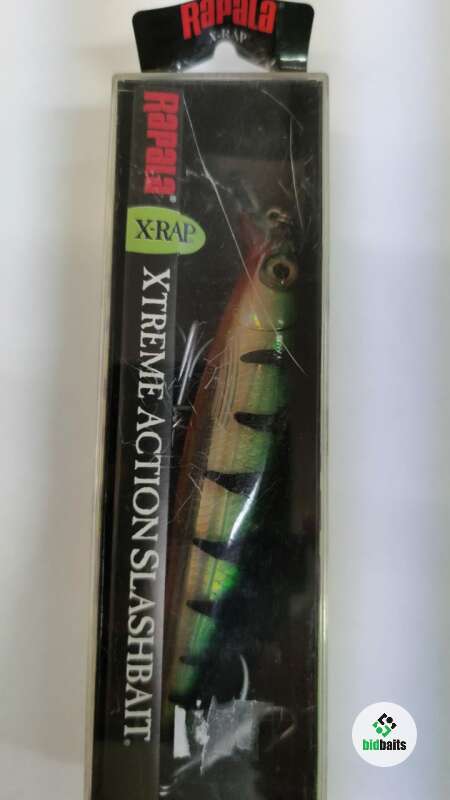 Rapala
X-RAP
Rapala®
X-RAP®
XTREME ACTION SLASHBAIT®
bidbaits